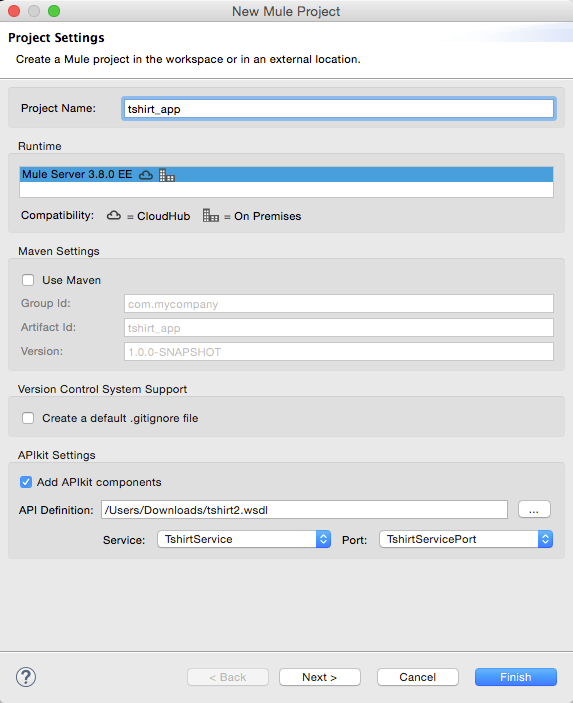 New Mule Project
Project Settings
Create a Mule project in the workspace or in an external location.
Project Name: tshirt_app
Runtime
Mule Server 3.8.0 EE
Compatibility: = CloudHub = On Premises
Maven Settings
Use Maven
Group Id: com.mycompany
Artifact Id: tshirt_app
Version: 1.0.0-SNAPSHOT
Version Control System Support
Create a default .gitignore file
APIkit Settings
Add APIkit components
API Definition: /Users/Downloads/tshirt2.wsdl ...
Service: TshirtService Port: TshirtServicePort
? < Back Next > Cancel Finish